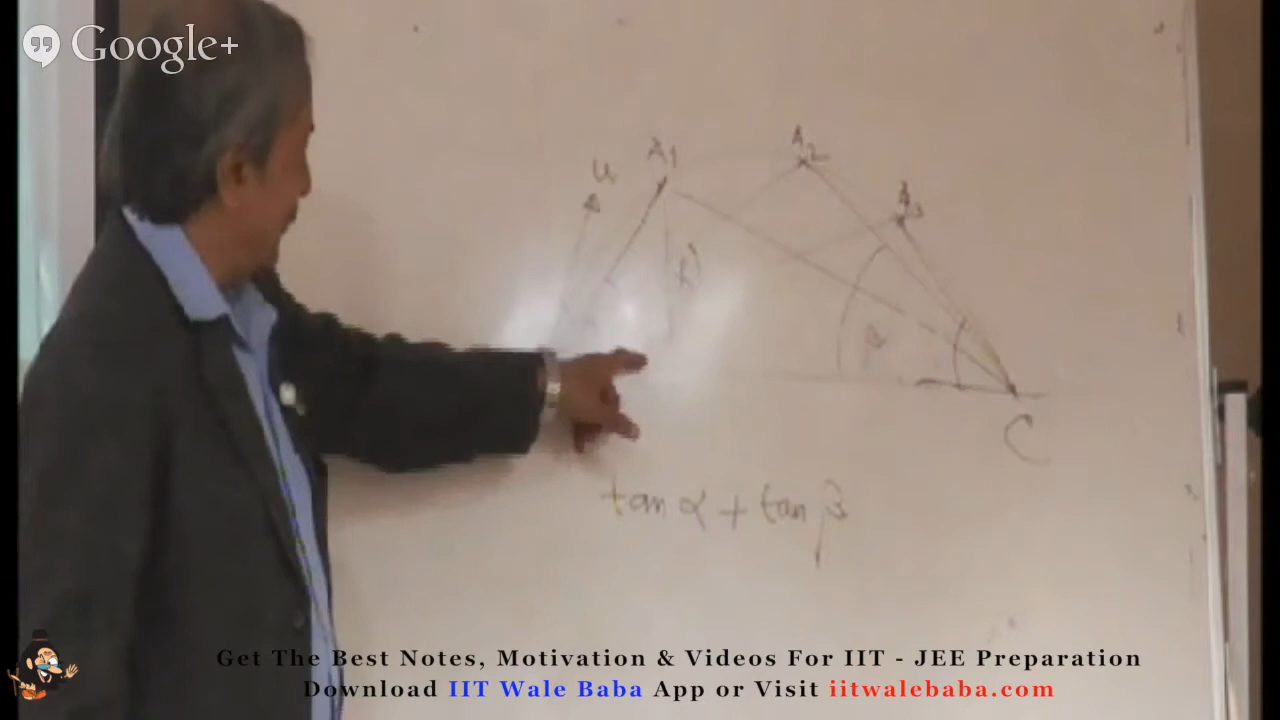 Google+
u A1 A2 A3
h
C
tan α + tan β
Get The Best Notes, Motivation & Videos For IIT - JEE Preparation
Download IIT Wale Baba App or Visit iitwalebaba.com